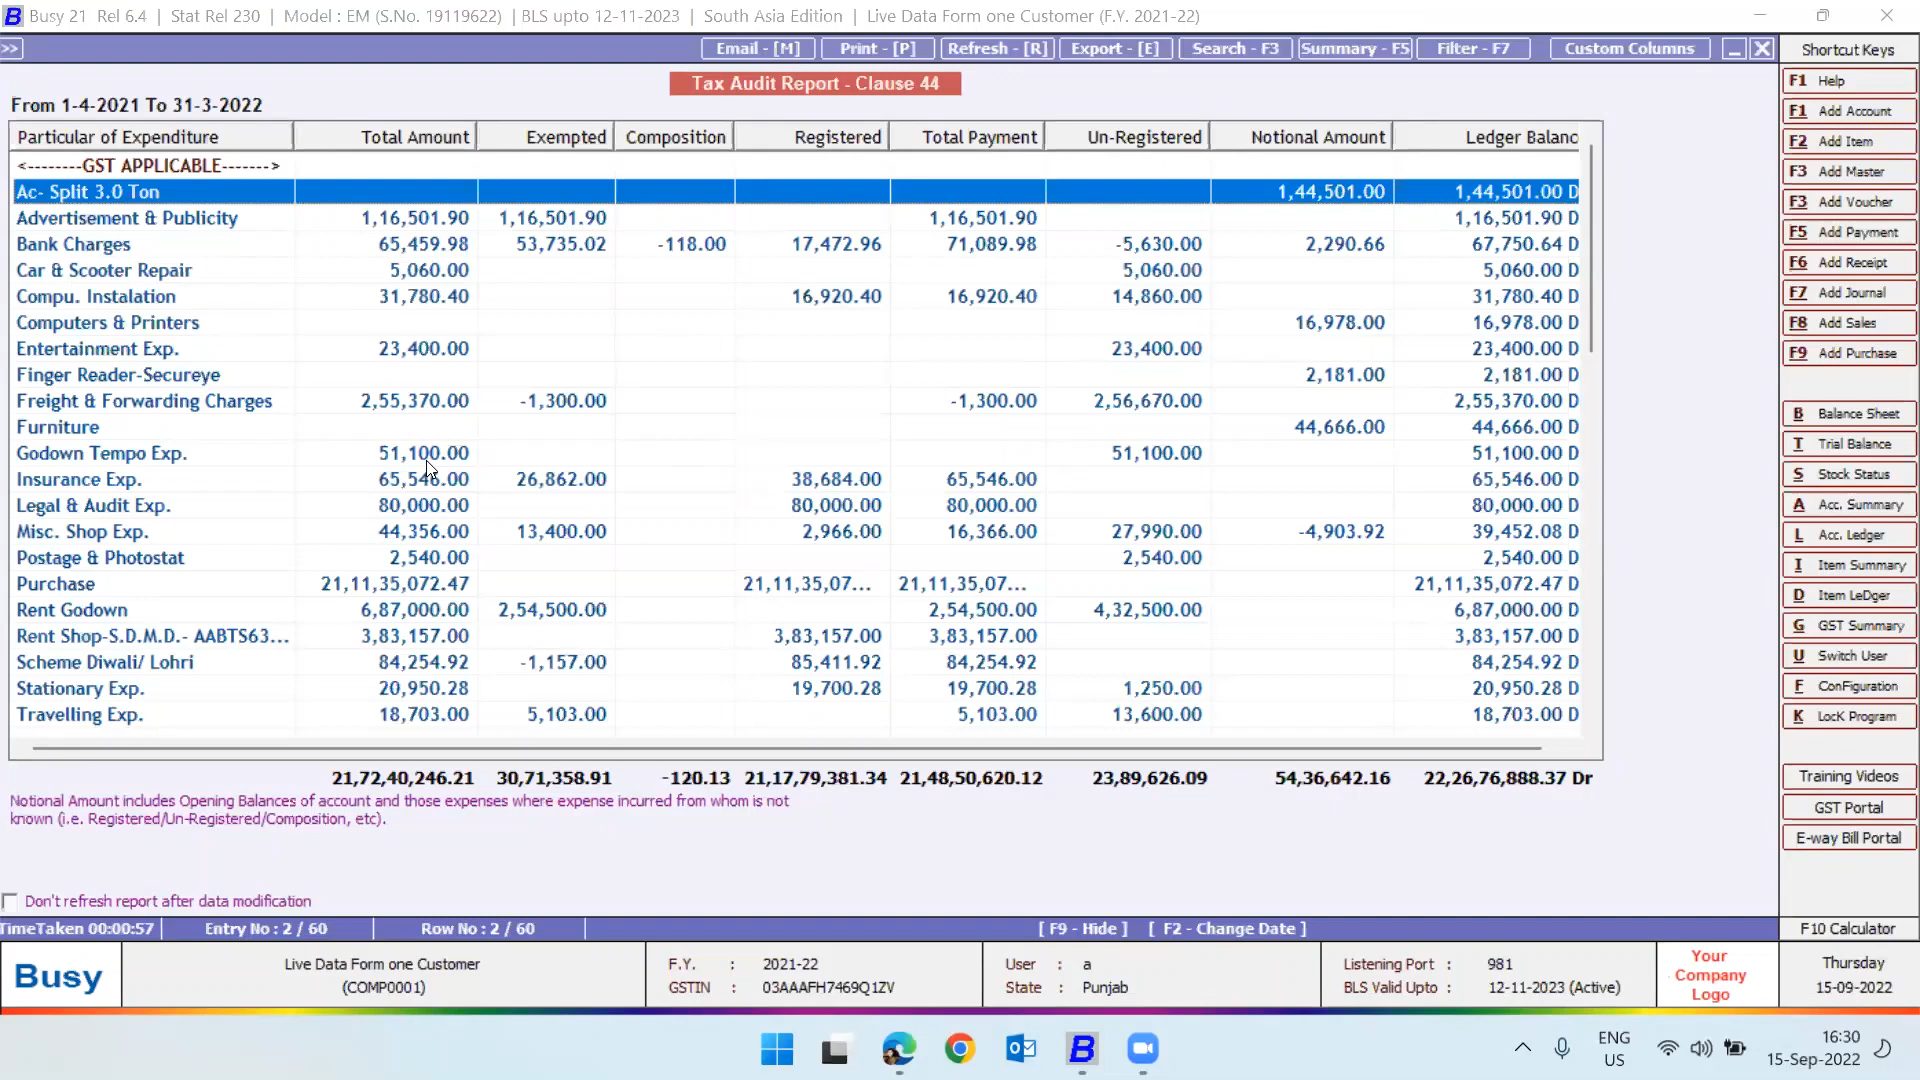 Busy 21 Rel 6.4 | Stat Rel 230 | Model : EM (S.No. 19119622) | BLS upto 12-11-2023 | South Asia Edition | Live Data Form one Customer (F.Y. 2021-22)
>> Email - [M] Print - [P] Refresh - [R] Export - [E] Search - F3 Summary - F5 Filter - F7 Custom Columns
Tax Audit Report - Clause 44
From 1-4-2021 To 31-3-2022
Particular of Expenditure Total Amount Exempted Composition Registered Total Payment Un-Registered Notional Amount Ledger Balanc
<--------GST APPLICABLE------->
Ac- Split 3.0 Ton 1,44,501.00 1,44,501.00 D
Advertisement & Publicity 1,16,501.90 1,16,501.90 1,16,501.90 1,16,501.90 D
Bank Charges 65,459.98 53,735.02 -118.00 17,472.96 71,089.98 -5,630.00 2,290.66 67,750.64 D
Car & Scooter Repair 5,060.00 5,060.00 5,060.00 D
Compu. Instalation 31,780.40 16,920.40 16,920.40 14,860.00 31,780.40 D
Computers & Printers 16,978.00 16,978.00 D
Entertainment Exp. 23,400.00 23,400.00 23,400.00 D
Finger Reader-Secureye 2,181.00 2,181.00 D
Freight & Forwarding Charges 2,55,370.00 -1,300.00 -1,300.00 2,56,670.00 2,55,370.00 D
Furniture 44,666.00 44,666.00 D
Godown Tempo Exp. 51,100.00 51,100.00 51,100.00 D
Insurance Exp. 65,546.00 26,862.00 38,684.00 65,546.00 65,546.00 D
Legal & Audit Exp. 80,000.00 80,000.00 80,000.00 80,000.00 D
Misc. Shop Exp. 44,356.00 13,400.00 2,966.00 16,366.00 27,990.00 -4,903.92 39,452.08 D
Postage & Photostat 2,540.00 2,540.00 2,540.00 D
Purchase 21,11,35,072.47 21,11,35,07... 21,11,35,07... 21,11,35,072.47 D
Rent Godown 6,87,000.00 2,54,500.00 2,54,500.00 4,32,500.00 6,87,000.00 D
Rent Shop-S.D.M.D.- AABTS63... 3,83,157.00 3,83,157.00 3,83,157.00 3,83,157.00 D
Scheme Diwali/ Lohri 84,254.92 -1,157.00 85,411.92 84,254.92 84,254.92 D
Stationary Exp. 20,950.28 19,700.28 19,700.28 1,250.00 20,950.28 D
Travelling Exp. 18,703.00 5,103.00 5,103.00 13,600.00 18,703.00 D
21,72,40,246.21 30,71,358.91 -120.13 21,17,79,381.34 21,48,50,620.12 23,89,626.09 54,36,642.16 22,26,76,888.37 Dr
Notional Amount includes Opening Balances of account and those expenses where expense incurred from whom is not
known (i.e. Registered/Un-Registered/Composition, etc).
Don't refresh report after data modification
TimeTaken 00:00:57 Entry No : 2 / 60 Row No : 2 / 60 [ F9 - Hide ] [ F2 - Change Date ]
Shortcut Keys
F1 Help
F1 Add Account
F2 Add Item
F3 Add Master
F3 Add Voucher
F5 Add Payment
F6 Add Receipt
F7 Add Journal
F8 Add Sales
F9 Add Purchase
B Balance Sheet
T Trial Balance
S Stock Status
A Acc. Summary
L Acc. Ledger
I Item Summary
D Item LeDger
G GST Summary
U Switch User
F ConFiguration
K LocK Program
Training Videos
GST Portal
E-way Bill Portal
F10 Calculator
Busy
Live Data Form one Customer
(COMP0001)
F.Y. : 2021-22
GSTIN : 03AAAFH7469Q1ZV
User : a
State : Punjab
Listening Port : 981
BLS Valid Upto : 12-11-2023 (Active)
Your
Company
Logo
Thursday
15-09-2022
ENG
US
16:30
15-Sep-2022